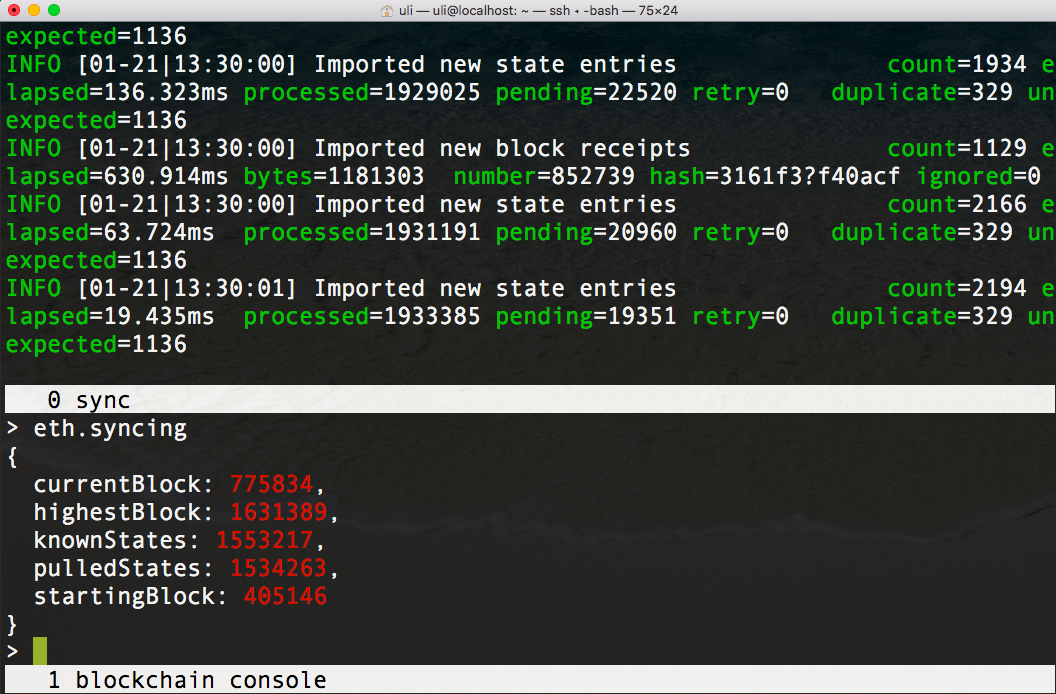 uli — uli@localhost: ~ — ssh ◂ -bash — 75×24
expected=1136
INFO [01-21|13:30:00] Imported new state entries               count=1934 e
lapsed=136.323ms processed=1929025 pending=22520 retry=0   duplicate=329 un
expected=1136
INFO [01-21|13:30:00] Imported new block receipts              count=1129 e
lapsed=630.914ms bytes=1181303  number=852739 hash=3161f3?f40acf ignored=0
INFO [01-21|13:30:00] Imported new state entries               count=2166 e
lapsed=63.724ms  processed=1931191 pending=20960 retry=0   duplicate=329 un
expected=1136
INFO [01-21|13:30:01] Imported new state entries               count=2194 e
lapsed=19.435ms  processed=1933385 pending=19351 retry=0   duplicate=329 un
expected=1136
0 sync
> eth.syncing
{
  currentBlock: 775834,
  highestBlock: 1631389,
  knownStates: 1553217,
  pulledStates: 1534263,
  startingBlock: 405146
}
>
1 blockchain console